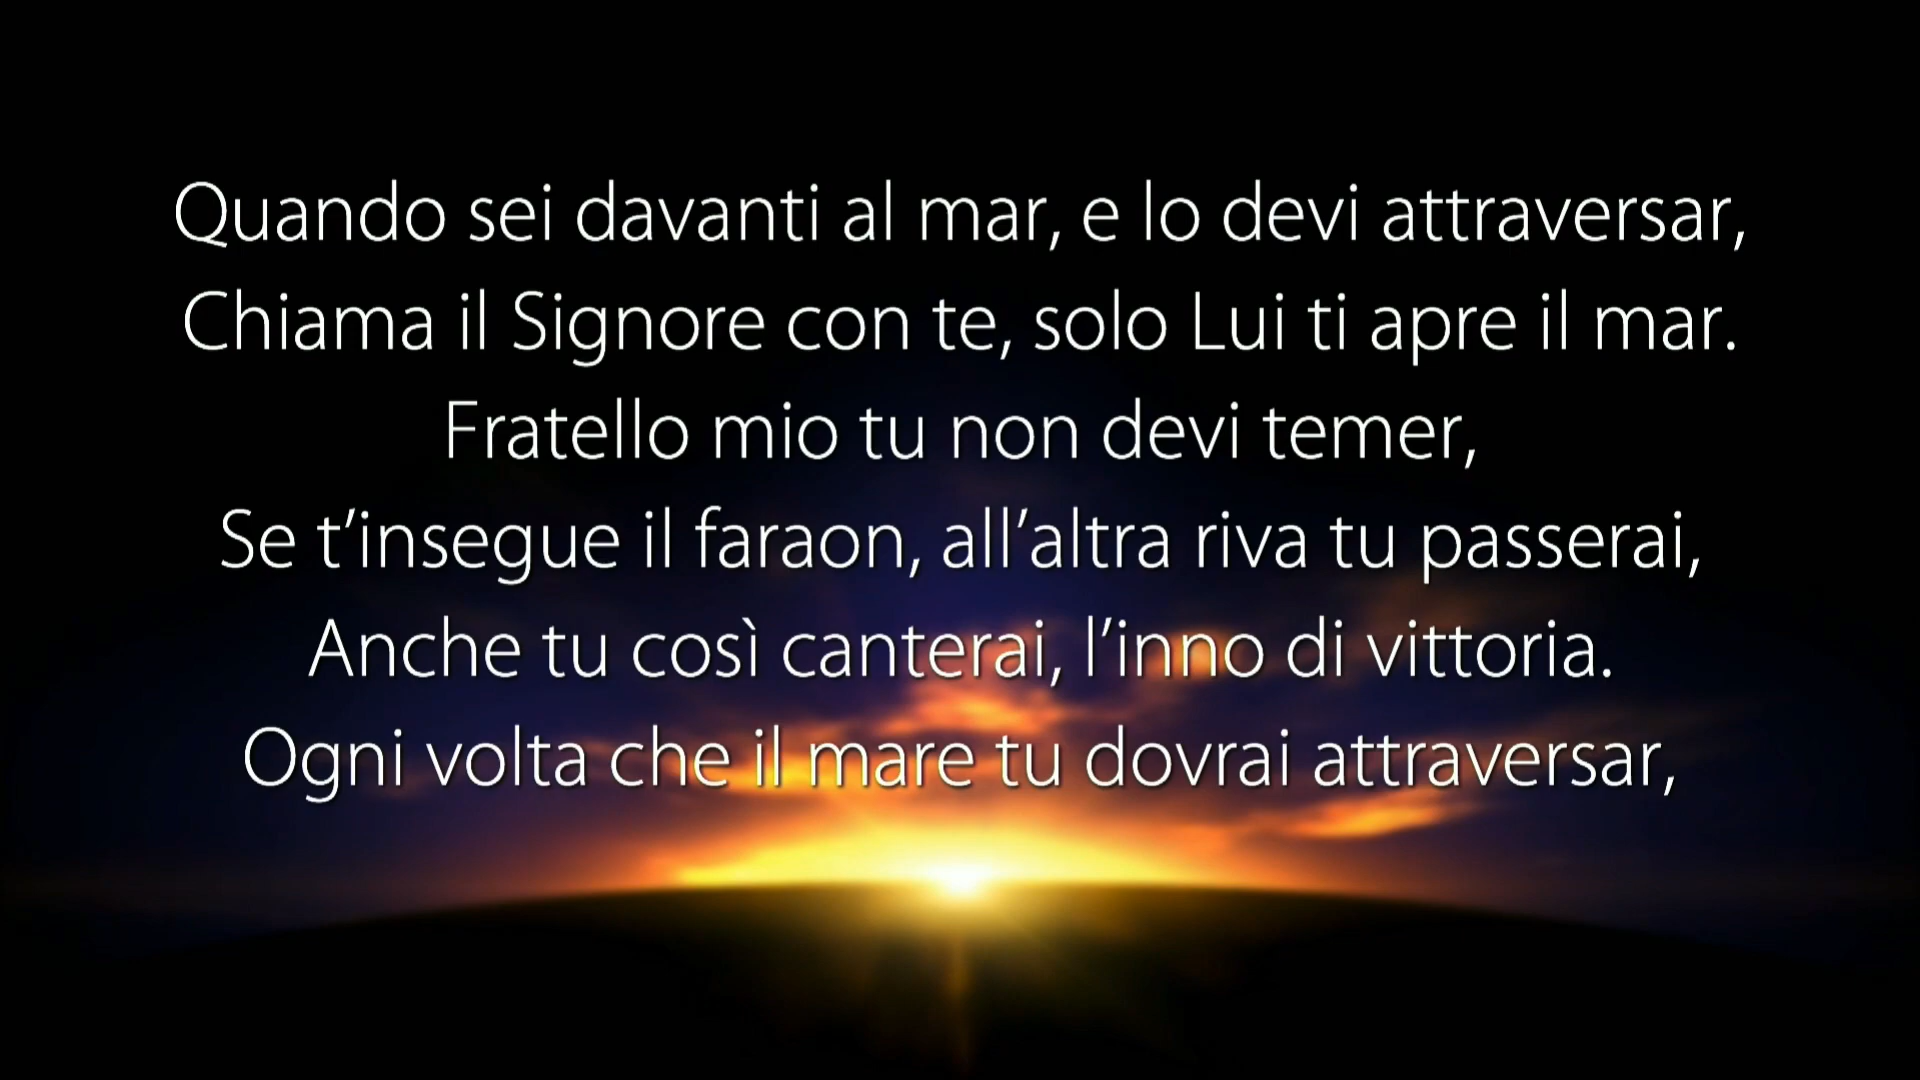 Quando sei davanti al mar, e lo devi attraversar,
Chiama il Signore con te, solo Lui ti apre il mar.
Fratello mio tu non devi temer,
Se t’insegue il faraon, all’altra riva tu passerai,
Anche tu così canterai, l’inno di vittoria.
Ogni volta che il mare tu dovrai attraversar,